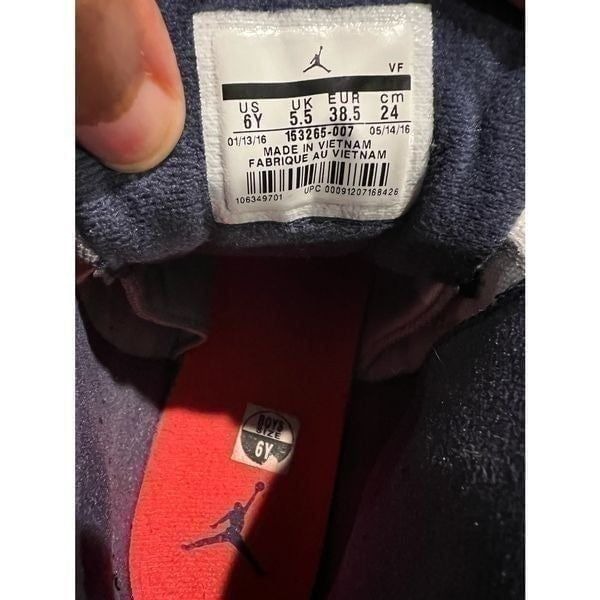 VF
US UK EUR cm
6Y 5.5 38.5 24
01/13/16 153265-007 05/14/16
MADE IN VIETNAM
FABRIQUE AU VIETNAM
106349701 UPC 00091207168426
BOYS
SIZE
6Y